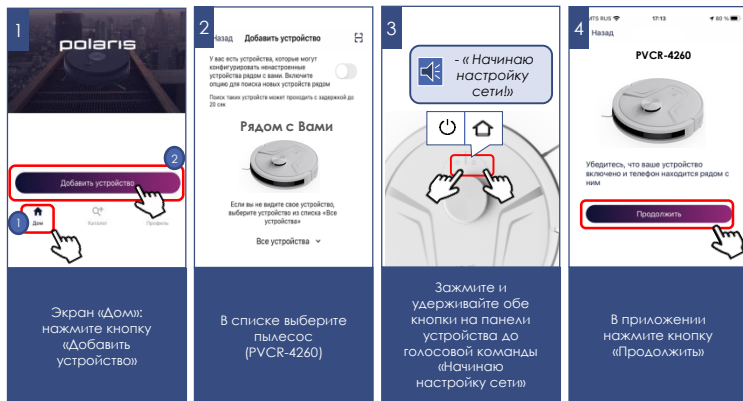 1
polaris
2
Добавить устройство
1
Дом
Каталог
Профиль
Экран «Дом»:
нажмите кнопку
«Добавить
устройство»
2
Назад Добавить устройство
У вас есть устройства, которые могут
конфигурировать ненастроенные
устройства рядом с вами. Включите
опцию для поиска новых устройств рядом
Поиск таких устройств может проходить с задержкой до
20 сек
Рядом с Вами
Если вы не видите свое устройство,
выберите устройство из списка «Все
устройства»
Все устройства
В списке выберите
пылесос
(PVCR-4260)
3
- « Начинаю
настройку
сети!»
Зажмите и
удерживайте обе
кнопки на панели
устройства до
голосовой команды
«Начинаю
настройку сети»
4
MTS RUS 17:13 80 %
Назад
PVCR-4260
Убедитесь, что ваше устройство
включено и телефон находится рядом с
ним
Продолжить
В приложении
нажмите кнопку
«Продолжить»